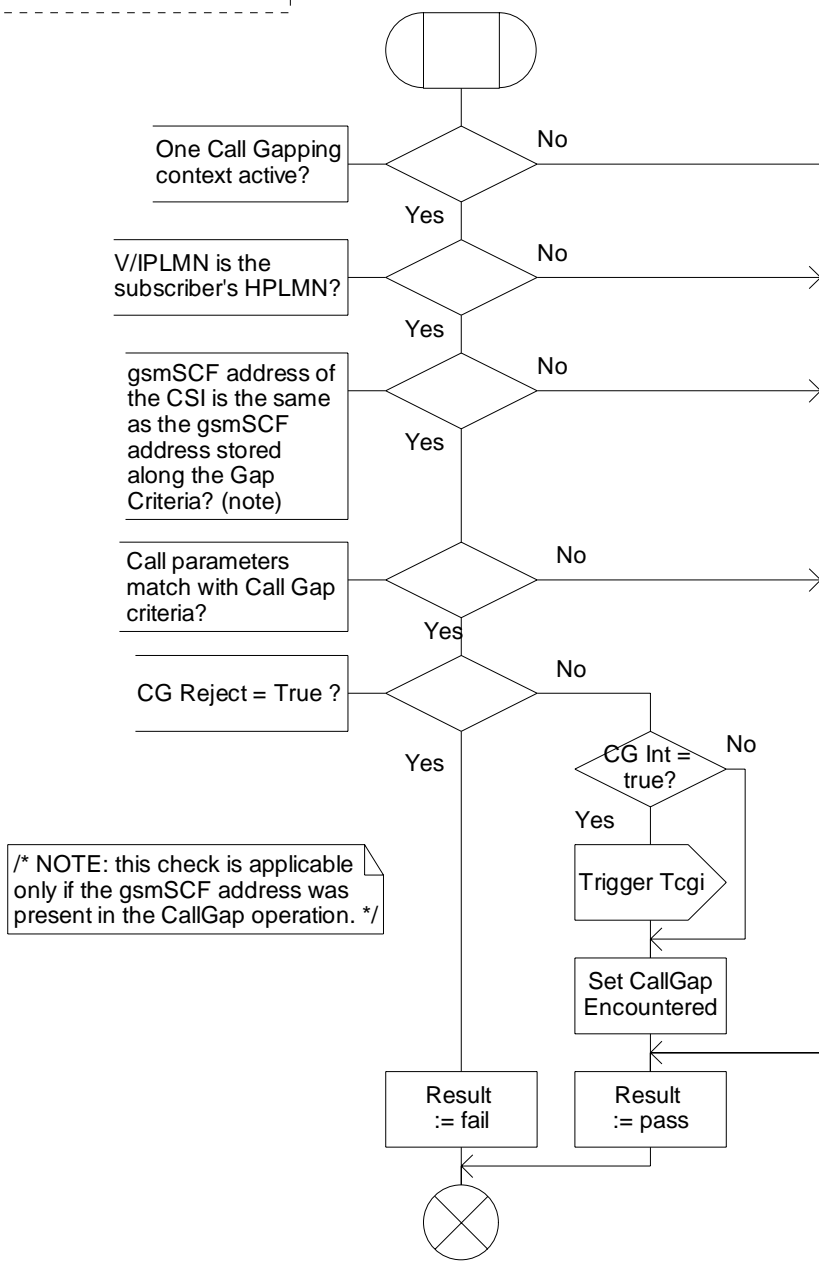 One Call Gapping
context active?
No
Yes
V/IPLMN is the
subscriber's HPLMN?
No
Yes
gsmSCF address of
the CSI is the same
as the gsmSCF
address stored
along the Gap
Criteria? (note)
No
Yes
Call parameters
match with Call Gap
criteria?
No
Yes
CG Reject = True ?
No
Yes
CG Int =
true?
No
Yes
Trigger Tcgi
/* NOTE: this check is applicable
only if the gsmSCF address was
present in the CallGap operation. */
Set CallGap
Encountered
Result
:= fail
Result
:= pass